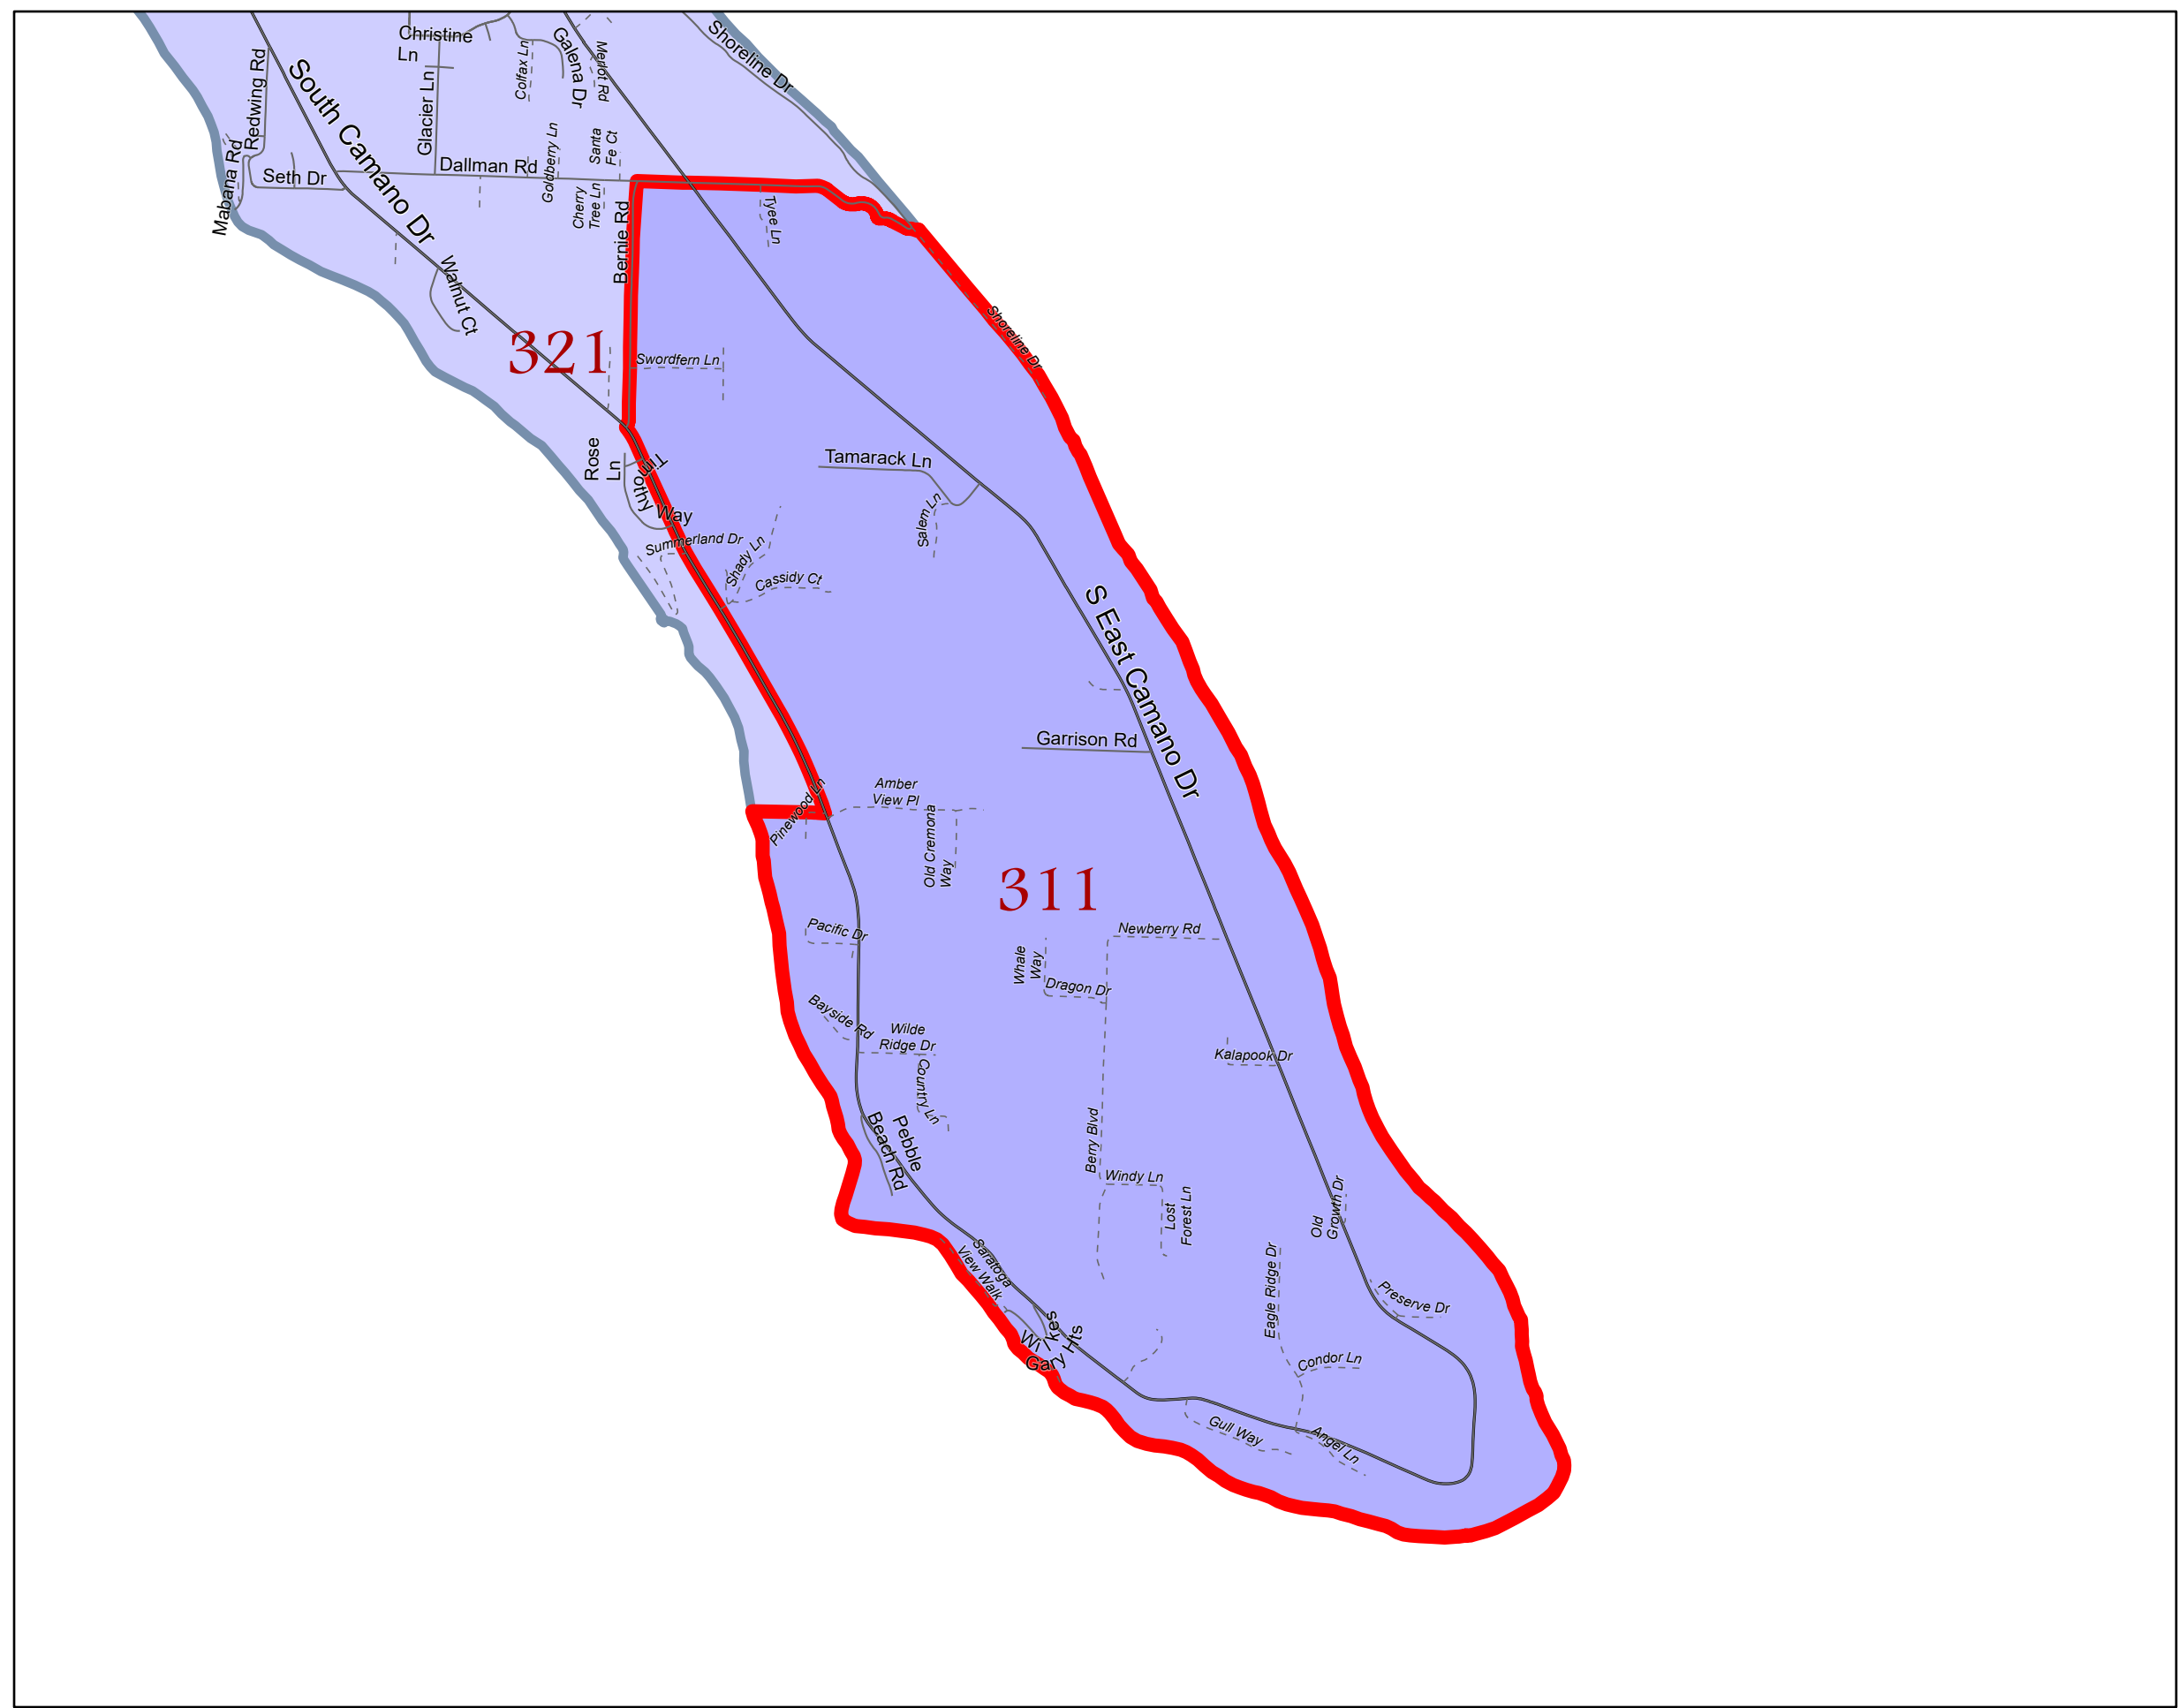 Christine
Ln
Colfax Ln
Galena Dr
Merlot Rd
Shoreline Dr
Redwing Rd
South Camano Dr
Glacier Ln
Mabana Rd
Seth Dr
Dallman Rd
Goldberry Ln
Santa
Fe Ct
Cherry
Tree Ln
Bernie Rd
Tyee Ln
Walnut Ct
321
Swordfern Ln
Shoreline Dr
Rose
Ln
Timothy Way
Tamarack Ln
Salem Ln
Summerland Dr
Shady Ln
Cassidy Ct
S East Camano Dr
Garrison Rd
Pinewood Ln
Amber
View Pl
Old Cremona
Way
311
Pacific Dr
Newberry Rd
Whale
Way
Dragon Dr
Bayside Rd
Wilde
Ridge Dr
Country Ln
Kalapook Dr
Pebble
Beach Rd
Berry Blvd
Windy Ln
Lost
Forest Ln
Old
Growth Dr
Saratoga
View Walk
Eagle Ridge Dr
Preserve Dr
Wilkes
Gary Hts
Condor Ln
Gull Way
Angel Ln